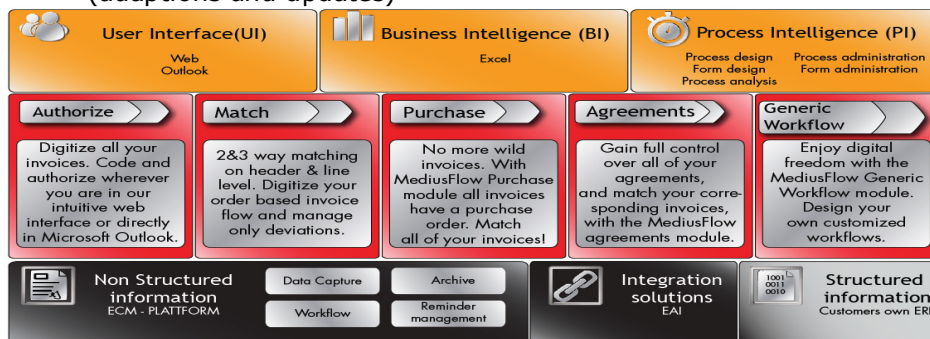 (adaptions and updates)
User Interface(UI)
Web
Outlook
Business Intelligence (BI)
Excel
Process Intelligence (PI)
Process design
Form design
Process analysis
Process administration
Form administration
Authorize
Digitize all your
invoices. Code and
authorize wherever
you are in our
intuitive web
interface or directly
in Microsoft Outlook.
Match
2&3 way matching
on header & line
level. Digitize your
order based invoice
flow and manage
only deviations.
Purchase
No more wild
invoices. With
MediusFlow Purchase
module all invoices
have a purchase
order. Match
all of your invoices!
Agreements
Gain full control
over all of your
agreements,
and match your corre-
sponding invoices,
with the MediusFlow
agreements module.
Generic
Workflow
Enjoy digital
freedom with the
MediusFlow Generic
Workflow module.
Design your
own customized
workflows.
Non Structured
information
ECM - PLATTFORM
Data Capture
Archive
Workflow
Reminder
management
Integration
solutions
EAI
1001
0011
0010
Structured
information
Customers own ERP